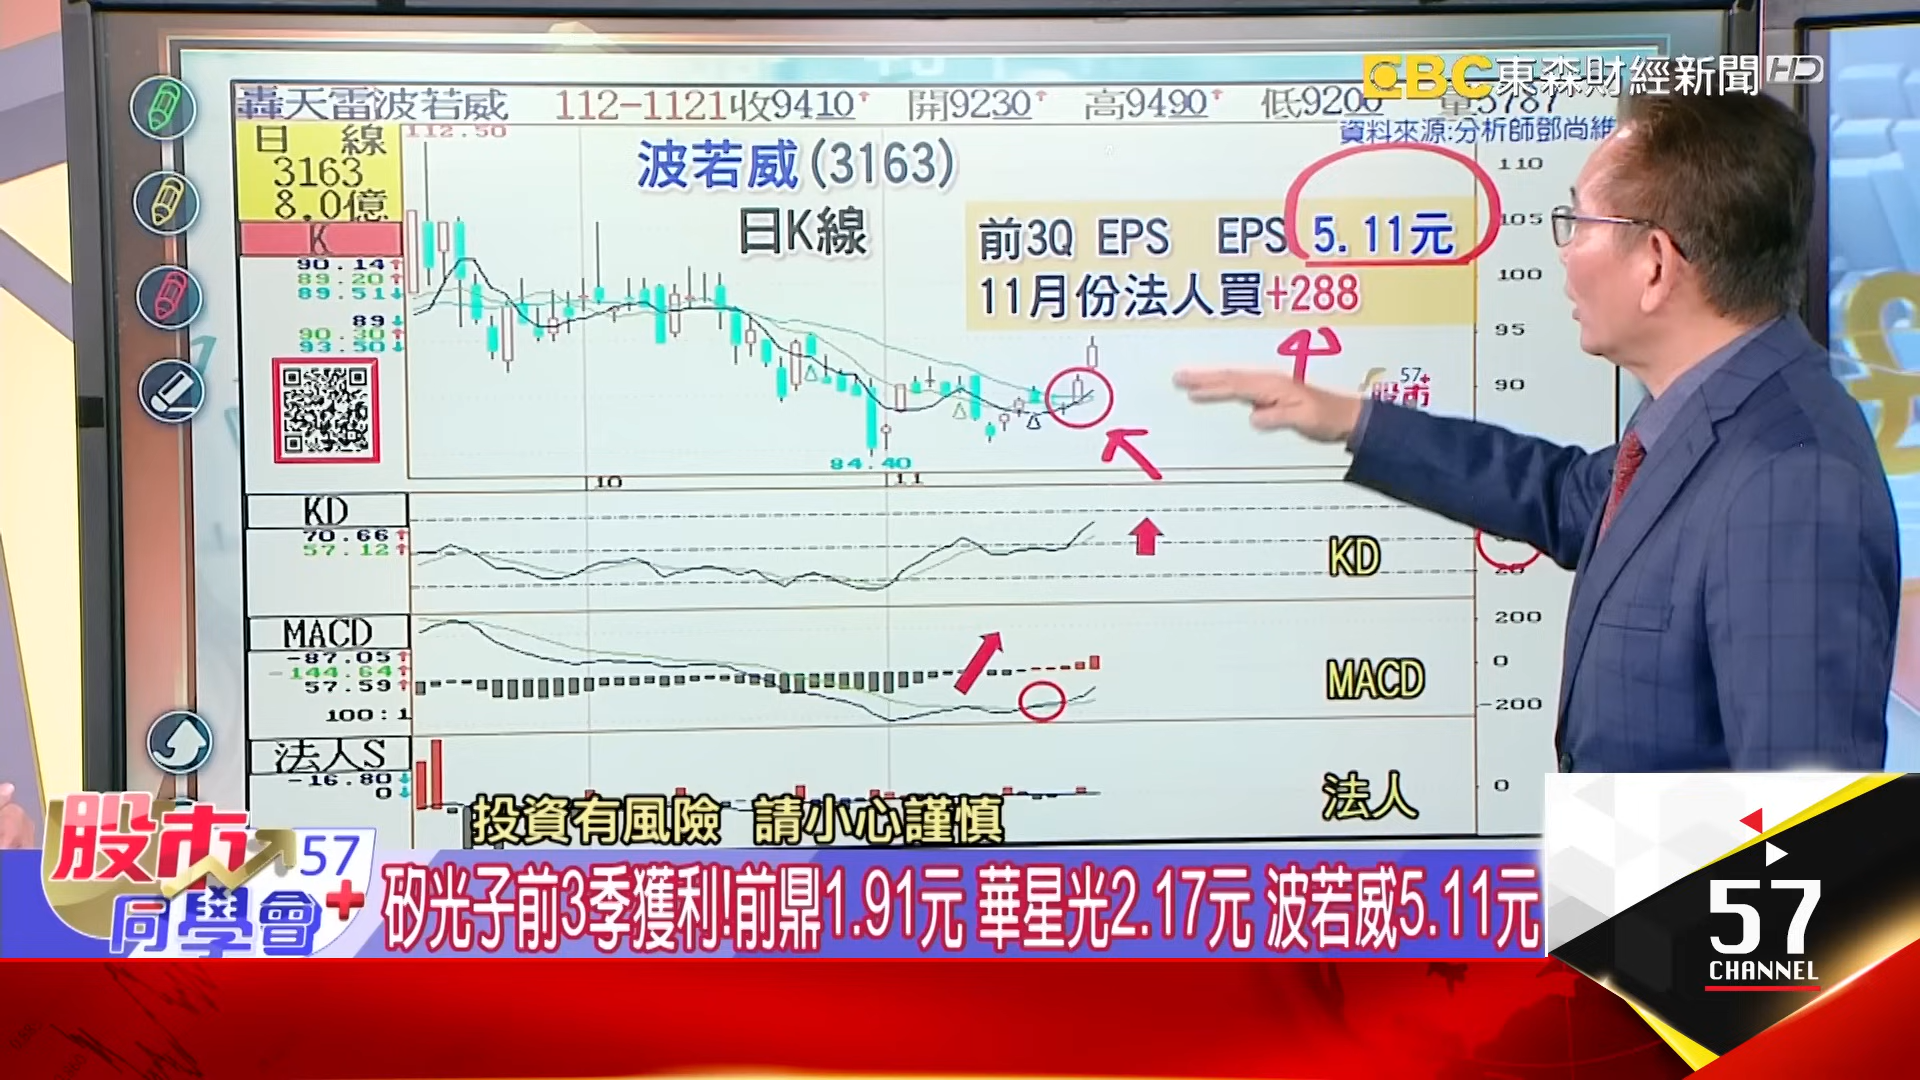 EBC 東森財經新聞 HD
轟天雷波若威 112-1121收9410↑ 開9230↑ 高9490↑ 低9200
資料來源:分析師鄧尚維
日 線
3163
8.0億
K
90.14↑
89.20↑
89.51↓
89↓
90.30↑
93.50↓
112.50
波若威(3163)
日K線
前3Q EPS EPS 5.11元
11月份法人買+288
110
105
100
95
90
57+
股市
84.40
10
11
KD
70.66↑
57.12↑
KD
20
MACD
-87.05↑
-144.64↑
57.59↑
100:1
MACD
200
0
-200
法人S
-16.80↓
0↓
法人
0
投資有風險 請小心謹慎
股市 57+
同學會
矽光子前3季獲利!前鼎1.91元 華星光2.17元 波若威5.11元
57
CHANNEL